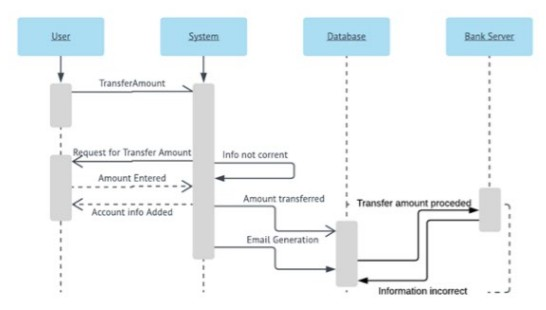 User
System
Database
Bank Server
TransferAmount
Request for Transfer Amount
Info not corrent
Amount Entered
Account info Added
Amount transferred
Transfer amount proceded
Email Generation
Information incorrect